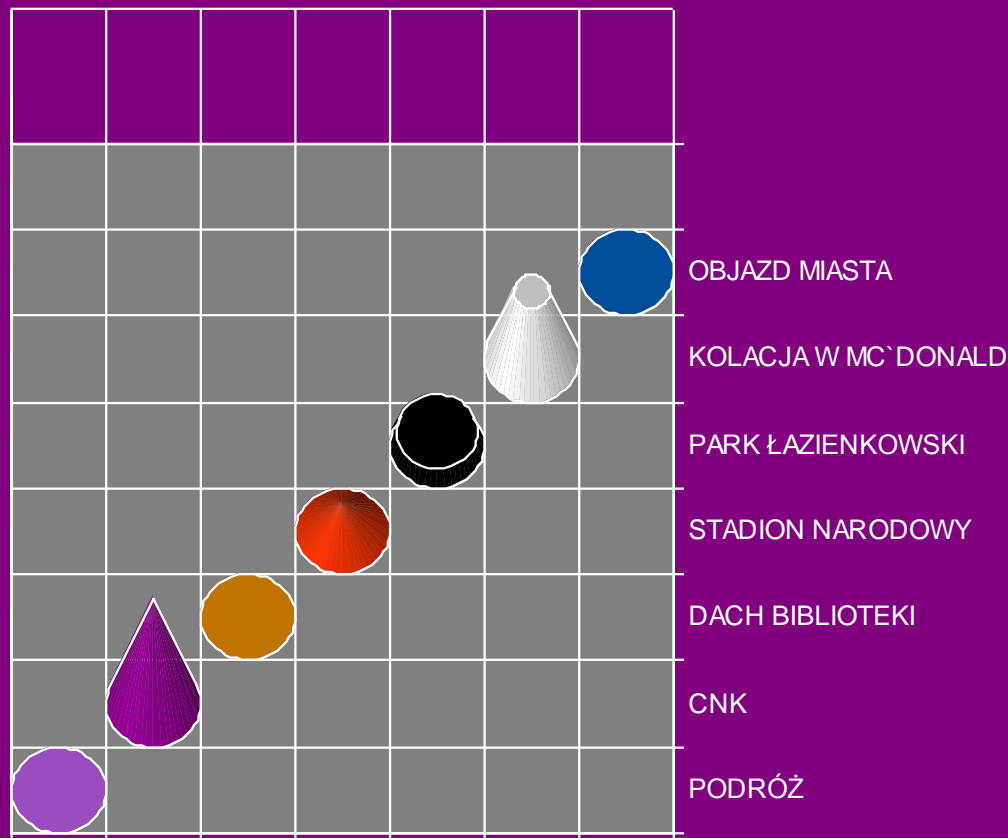 OBJAZD MIASTA
KOLACJA W MC`DONALD
PARK ŁAZIENKOWSKI
STADION NARODOWY
DACH BIBLIOTEKI
CNK
PODRÓŻ